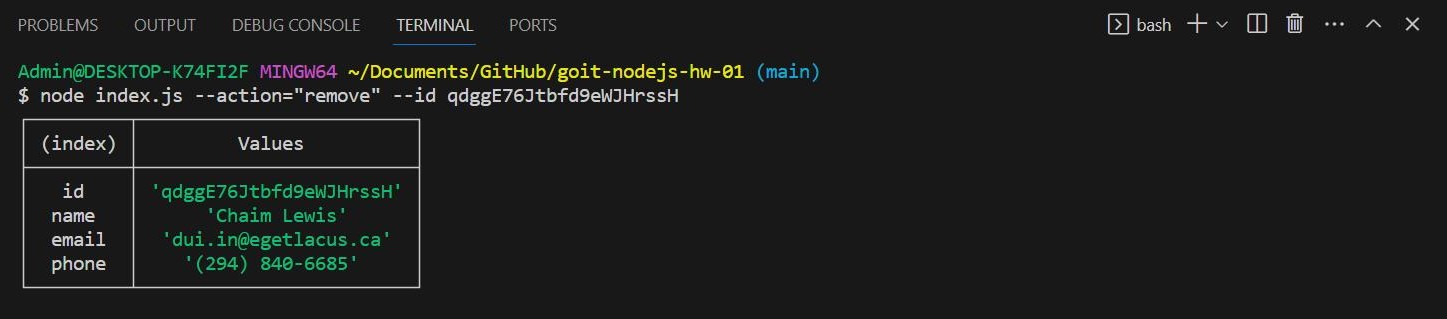 PROBLEMS OUTPUT DEBUG CONSOLE TERMINAL PORTS bash
Admin@DESKTOP-K74FI2F MINGW64 ~/Documents/GitHub/goit-nodejs-hw-01 (main)
$ node index.js --action="remove" --id qdggE76Jtbfd9eWJHrssH
(index) Values
id 'qdggE76Jtbfd9eWJHrssH'
name 'Chaim Lewis'
email 'dui.in@egetlacus.ca'
phone '(294) 840-6685'